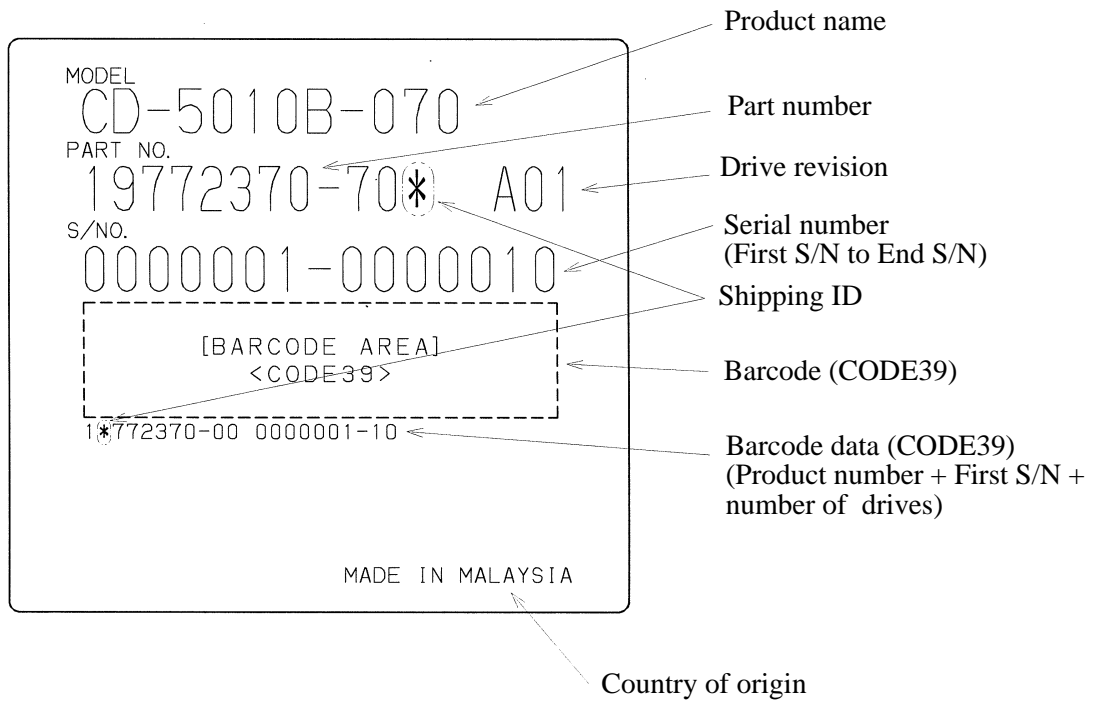 Product name
MODEL
CD-5010B-070
Part number
PART NO.
19772370-70* A01
Drive revision
S/NO.
0000001-0000010
Serial number
(First S/N to End S/N)
Shipping ID
[BARCODE AREA]
<CODE39>
Barcode (CODE39)
1*772370-00 0000001-10
Barcode data (CODE39)
(Product number + First S/N +
number of drives)
MADE IN MALAYSIA
Country of origin